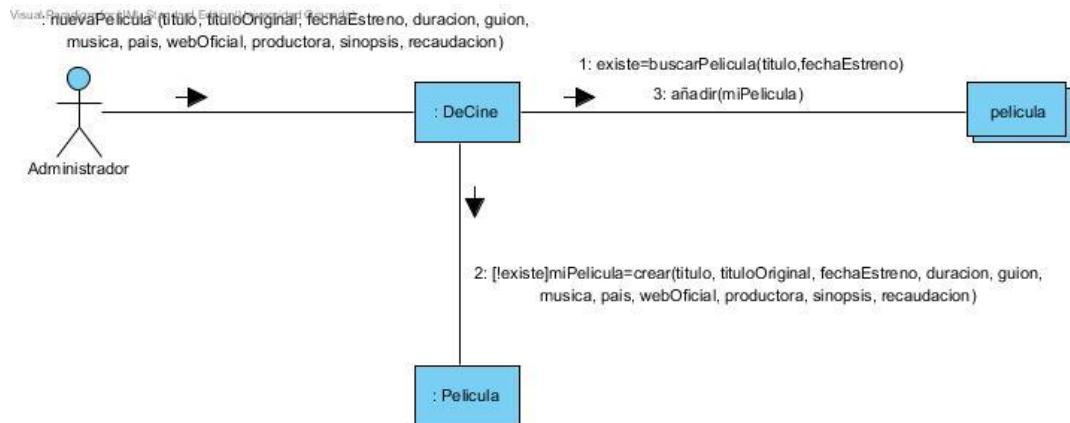 : nuevaPelicula (titulo, tituloOriginal, fechaEstreno, duracion, guion,
musica, pais, webOficial, productora, sinopsis, recaudacion)
1: existe=buscarPelicula(titulo,fechaEstreno)
3: añadir(miPelicula)
: DeCine
pelicula
Administrador
2: [!existe]miPelicula=crear(titulo, tituloOriginal, fechaEstreno, duracion, guion,
musica, pais, webOficial, productora, sinopsis, recaudacion)
: Pelicula